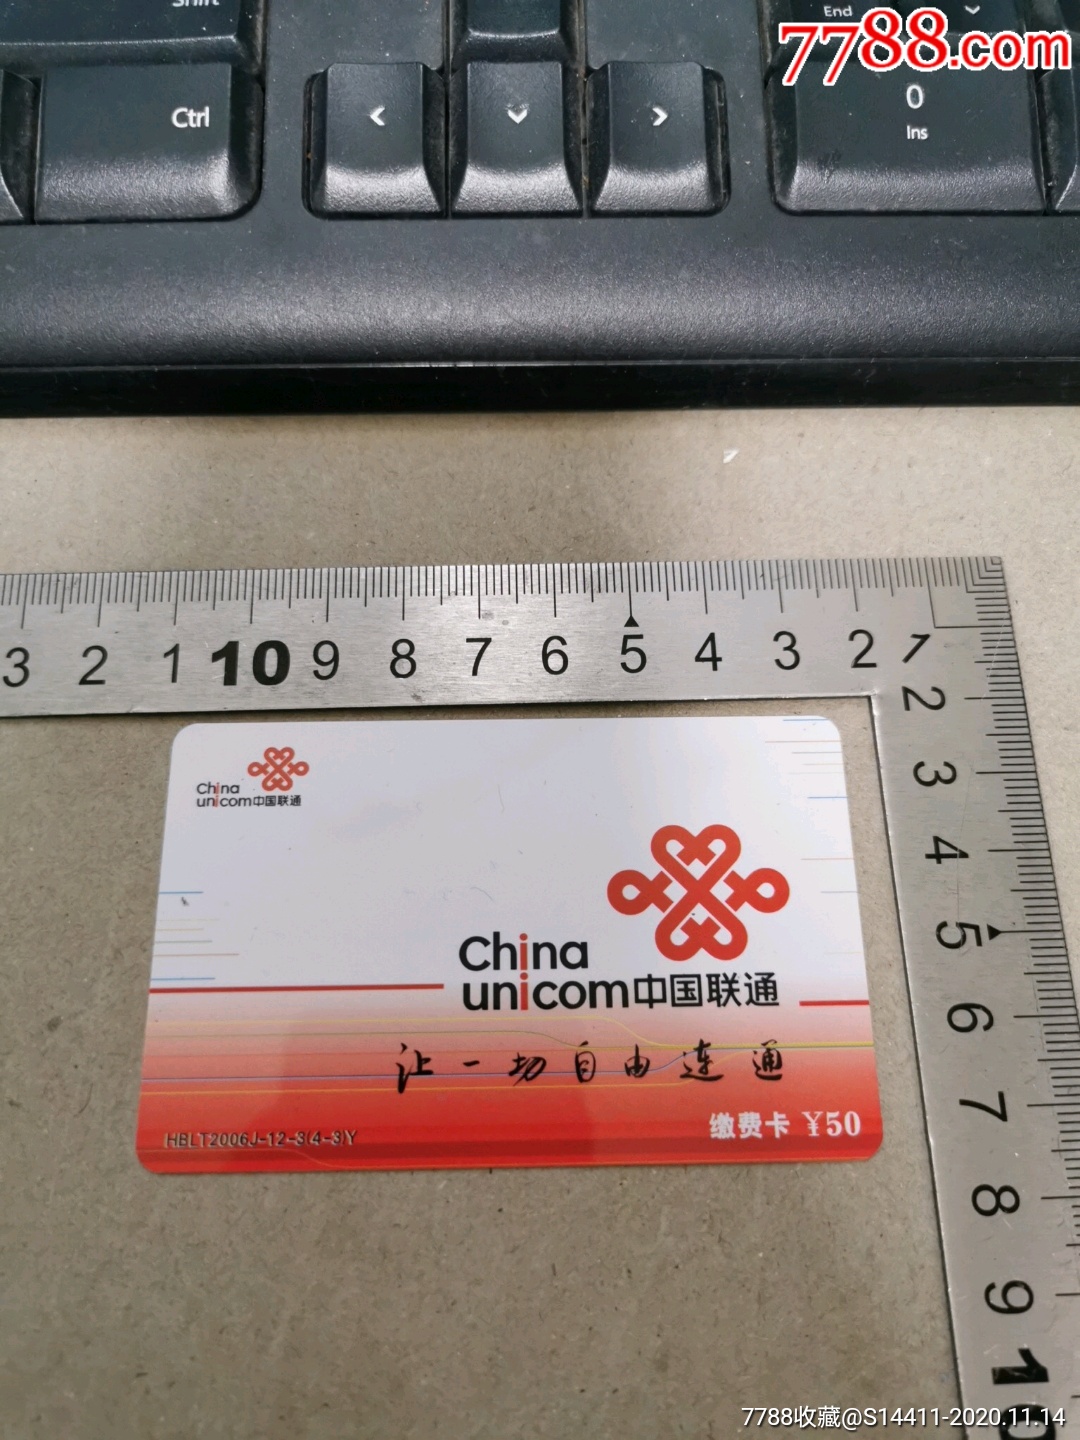 Shift
End
7788.com
Ctrl
0
Ins
3 2 1 10 9 8 7 6 5 4 3 2 1
2
3
4
5
6
7
8
9
10
China
unicom中国联通
China
unicom中国联通
让一切自由连通
缴费卡 ¥50
HBLT2006J-12-3(4-3)Y
7788收藏@S14411-2020.11.14